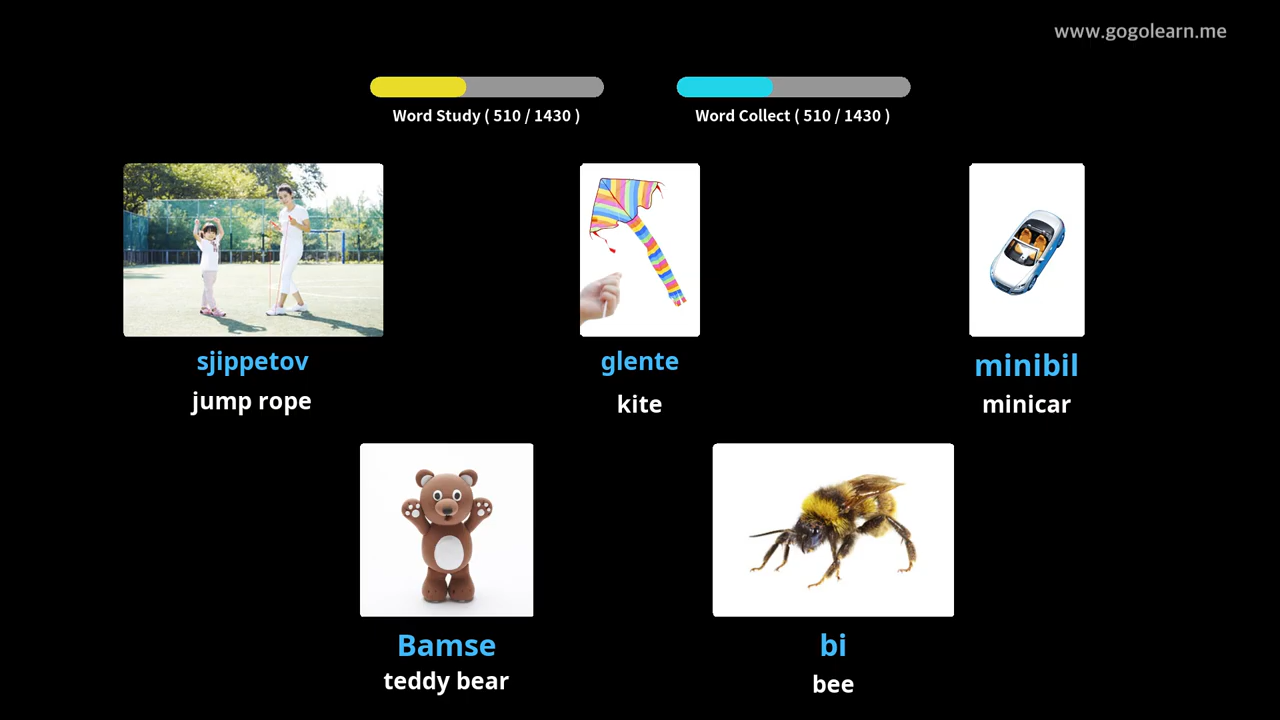 www.gogolearn.me
Word Study ( 510 / 1430 )
Word Collect ( 510 / 1430 )
sjippetov
jump rope
glente
kite
minibil
minicar
Bamse
teddy bear
bi
bee